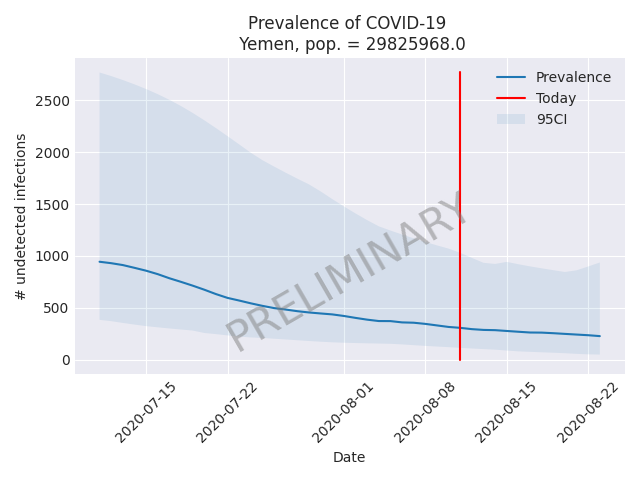 Prevalence of COVID-19
Yemen, pop. = 29825968.0
# undetected infections
2500
2000
1500
1000
500
0
Prevalence
Today
95CI
PRELIMINARY
2020-07-15
2020-07-22
2020-08-01
2020-08-08
2020-08-15
2020-08-22
Date